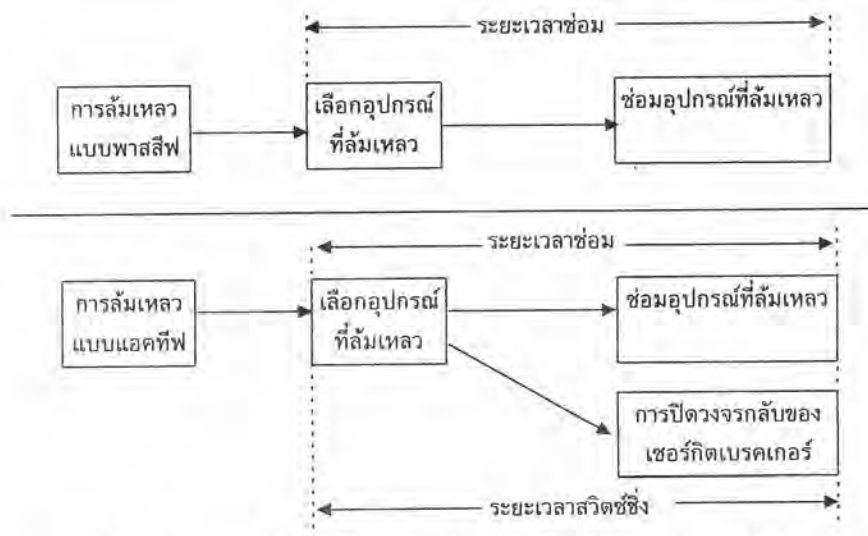 ระยะเวลาซ่อม
การล้มเหลว
แบบพาสสีฟ
เลือกอุปกรณ์
ที่ล้มเหลว
ซ่อมอุปกรณ์ที่ล้มเหลว
ระยะเวลาซ่อม
การล้มเหลว
แบบแอคทีฟ
เลือกอุปกรณ์
ที่ล้มเหลว
ซ่อมอุปกรณ์ที่ล้มเหลว
การปิดวงจรกลับของ
เซอร์กิตเบรคเกอร์
ระยะเวลาสวิตช์ชิ่ง